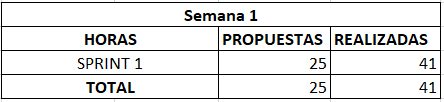 Semana 1
HORAS PROPUESTAS REALIZADAS
SPRINT 1 25 41
TOTAL 25 41